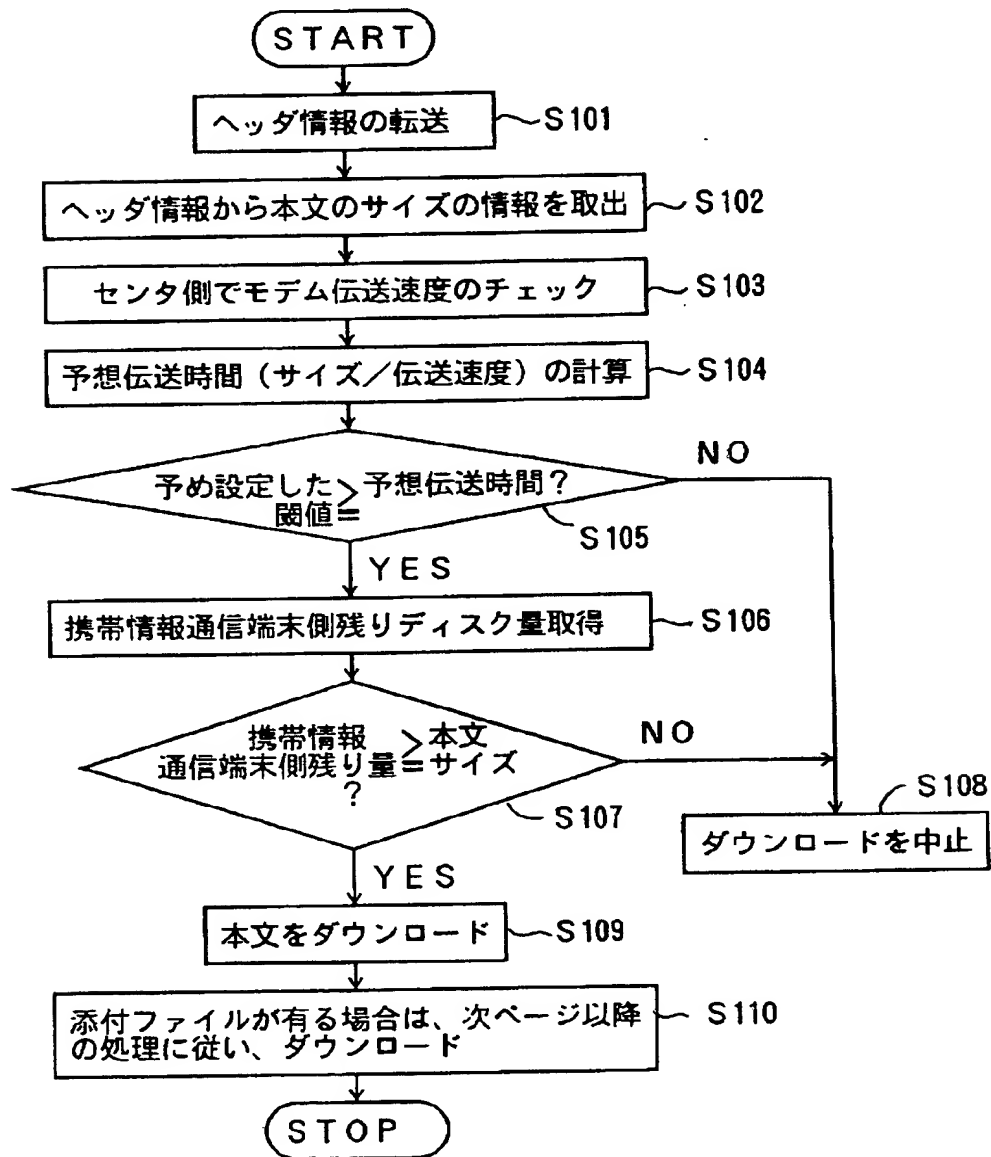 START
ヘッダ情報の転送
S101
ヘッダ情報から本文のサイズの情報を取出
S102
センタ側でモデム伝送速度のチェック
S103
予想伝送時間（サイズ／伝送速度）の計算
S104
予め設定した>予想伝送時間？
閾値=
S105
NO
YES
携帯情報通信端末側残りディスク量取得
S106
携帯情報>本文
通信端末側残り量=サイズ
？
S107
NO
S108
ダウンロードを中止
YES
本文をダウンロード
S109
添付ファイルが有る場合は、次ページ以降
の処理に従い、ダウンロード
S110
STOP